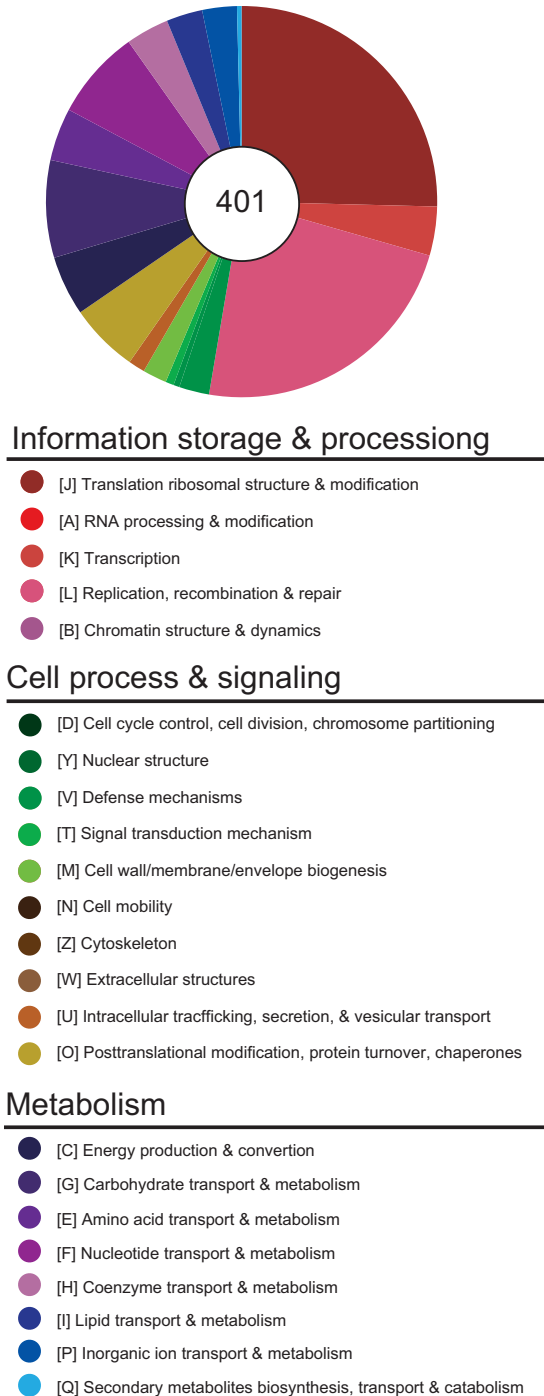 401
Information storage & processiong
[J] Translation ribosomal structure & modification
[A] RNA processing & modification
[K] Transcription
[L] Replication, recombination & repair
[B] Chromatin structure & dynamics
Cell process & signaling
[D] Cell cycle control, cell division, chromosome partitioning
[Y] Nuclear structure
[V] Defense mechanisms
[T] Signal transduction mechanism
[M] Cell wall/membrane/envelope biogenesis
[N] Cell mobility
[Z] Cytoskeleton
[W] Extracellular structures
[U] Intracellular tracfficking, secretion, & vesicular transport
[O] Posttranslational modification, protein turnover, chaperones
Metabolism
[C] Energy production & convertion
[G] Carbohydrate transport & metabolism
[E] Amino acid transport & metabolism
[F] Nucleotide transport & metabolism
[H] Coenzyme transport & metabolism
[I] Lipid transport & metabolism
[P] Inorganic ion transport & metabolism
[Q] Secondary metabolites biosynthesis, transport & catabolism